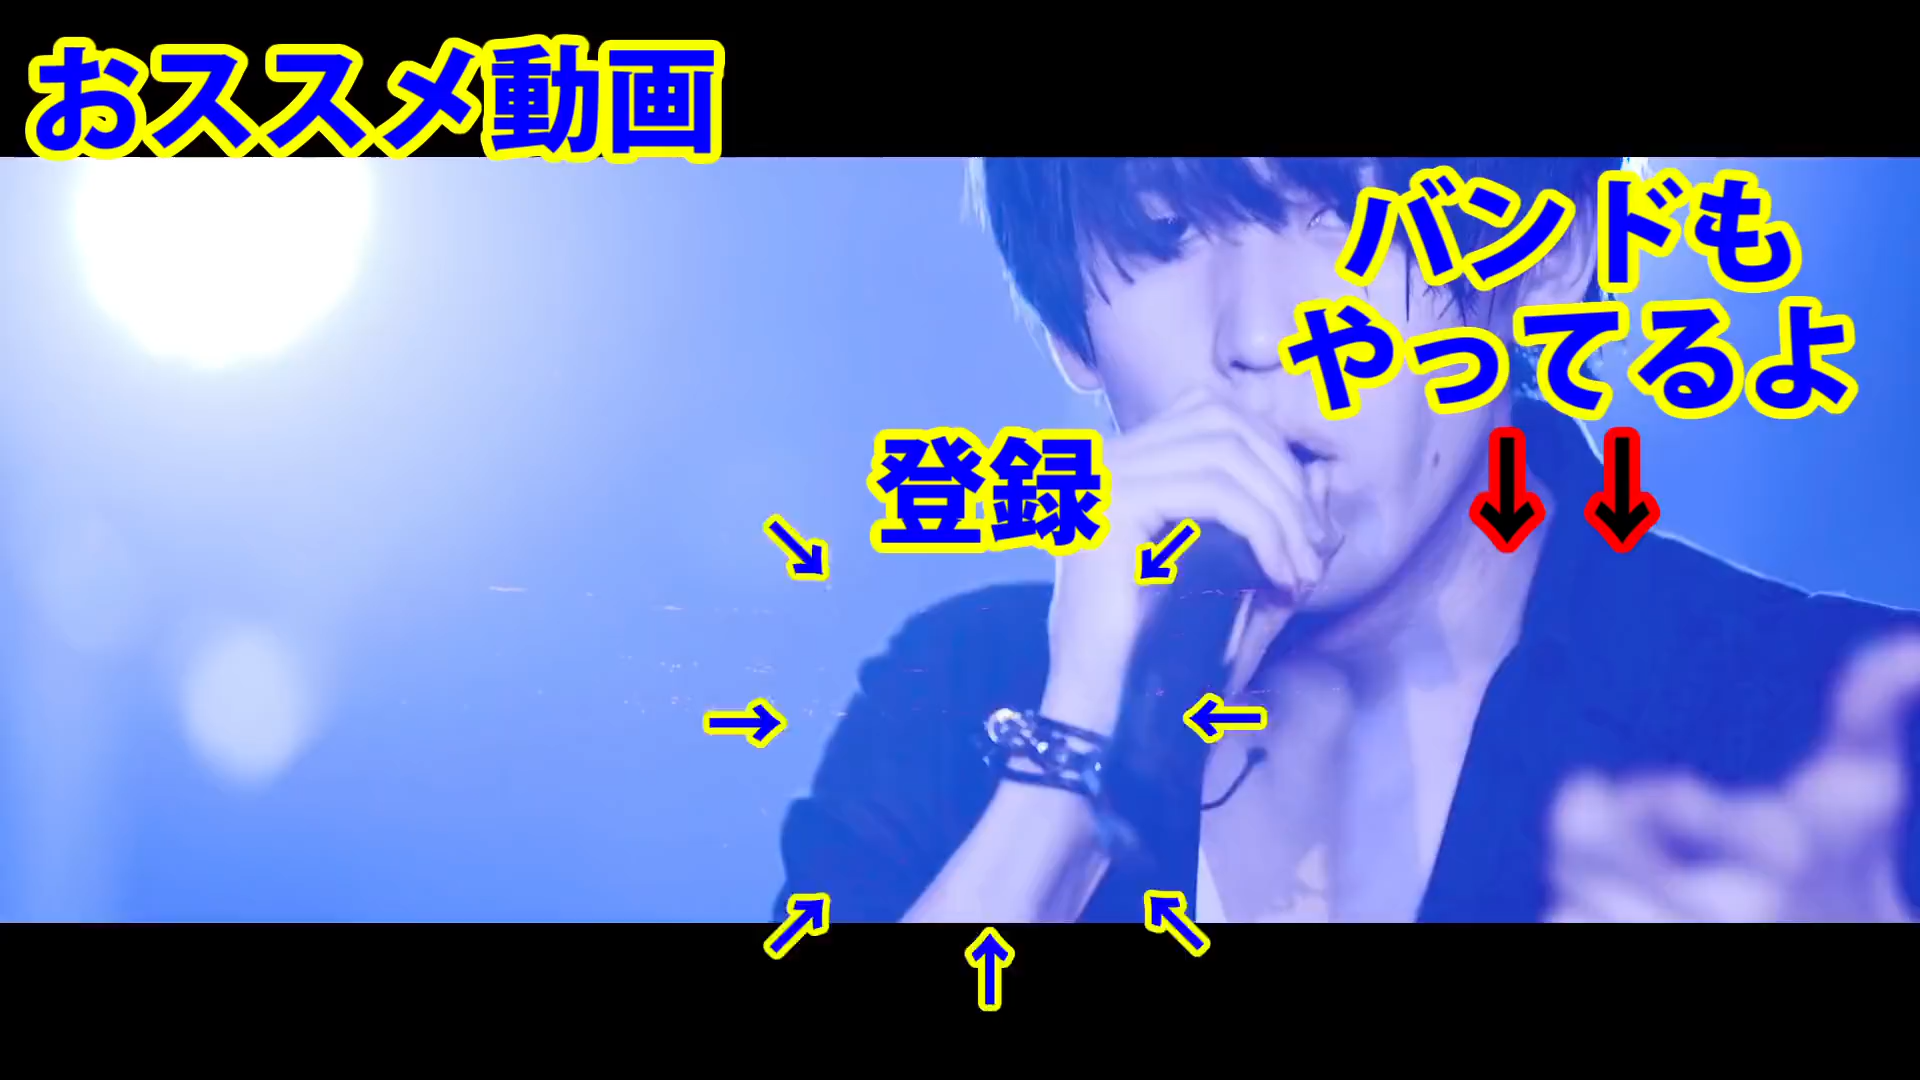 おススメ動画
バンドも
やってるよ
↓↓
登録
↘↙
→←
↗↖
↑